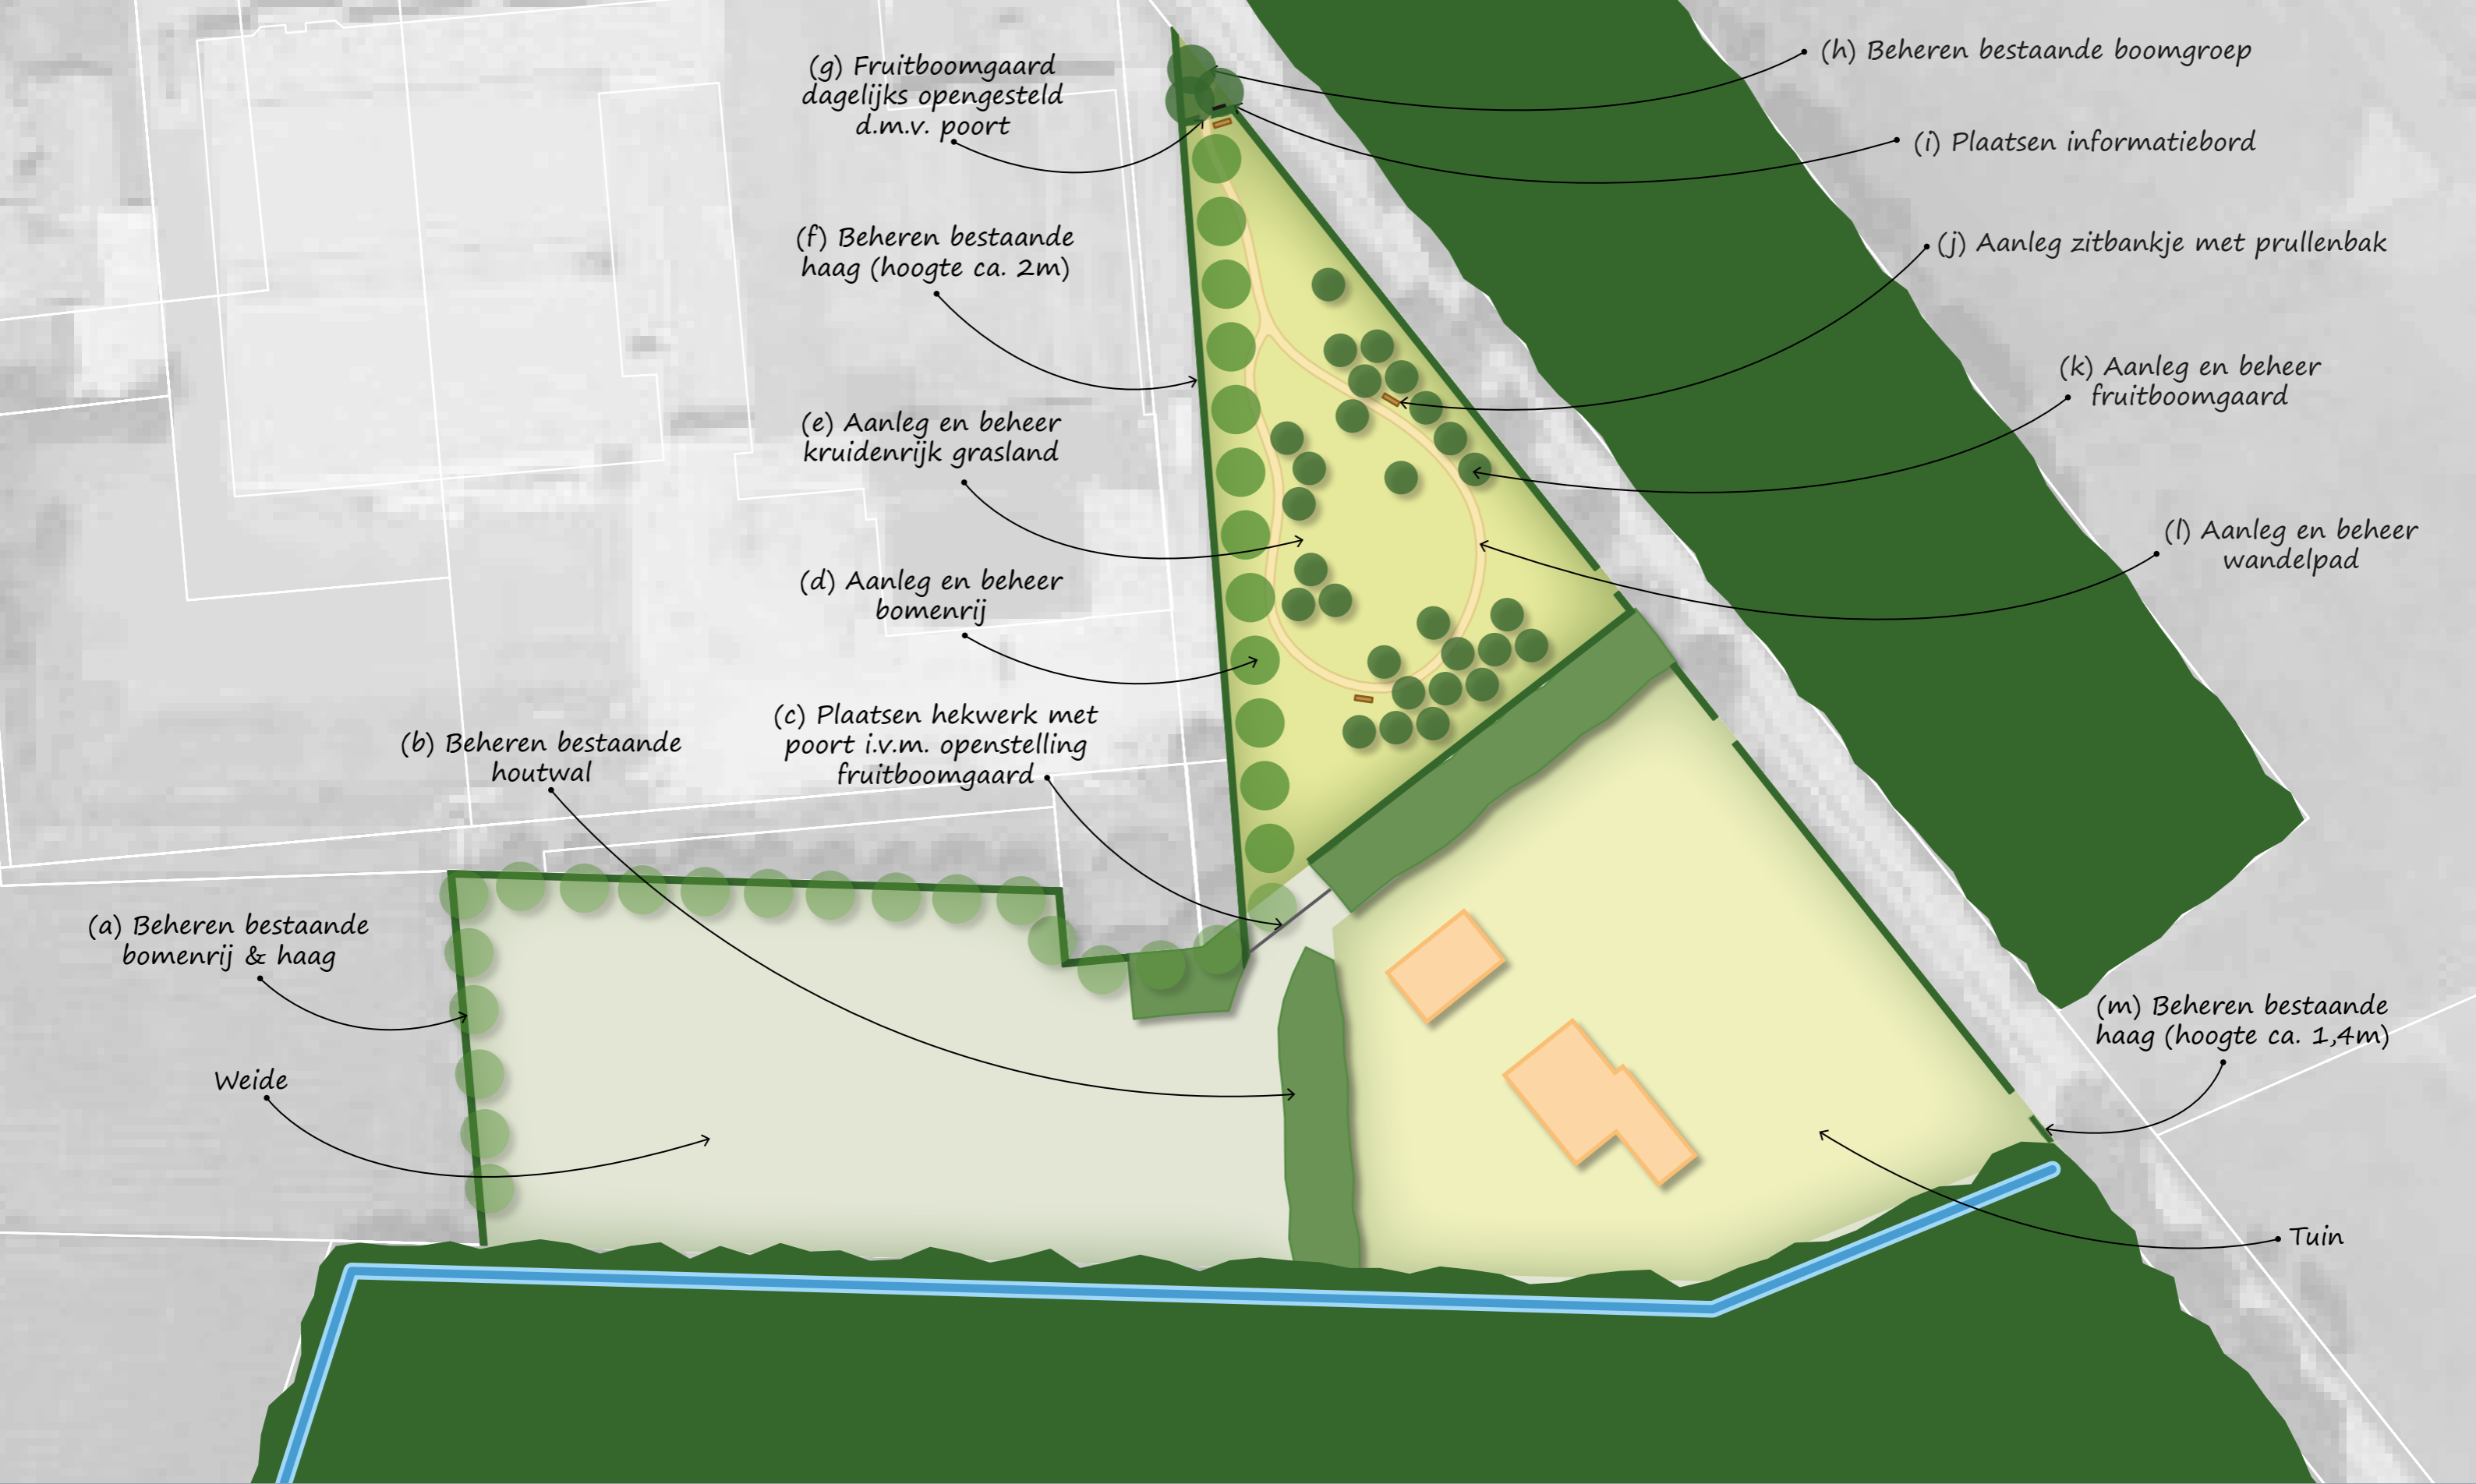 (g) Fruitboomgaard
dagelijks opengesteld
d.m.v. poort
(f) Beheren bestaande
haag (hoogte ca. 2m)
(e) Aanleg en beheer
kruidenrijk grasland
(d) Aanleg en beheer
bomenrij
(c) Plaatsen hekwerk met
poort i.v.m. openstelling
fruitboomgaard
(b) Beheren bestaande
houtwal
(a) Beheren bestaande
bomenrij & haag
Weide
(h) Beheren bestaande boomgroep
(i) Plaatsen informatiebord
(j) Aanleg zitbankje met prullenbak
(k) Aanleg en beheer
fruitboomgaard
(l) Aanleg en beheer
wandelpad
(m) Beheren bestaande
haag (hoogte ca. 1,4m)
Tuin